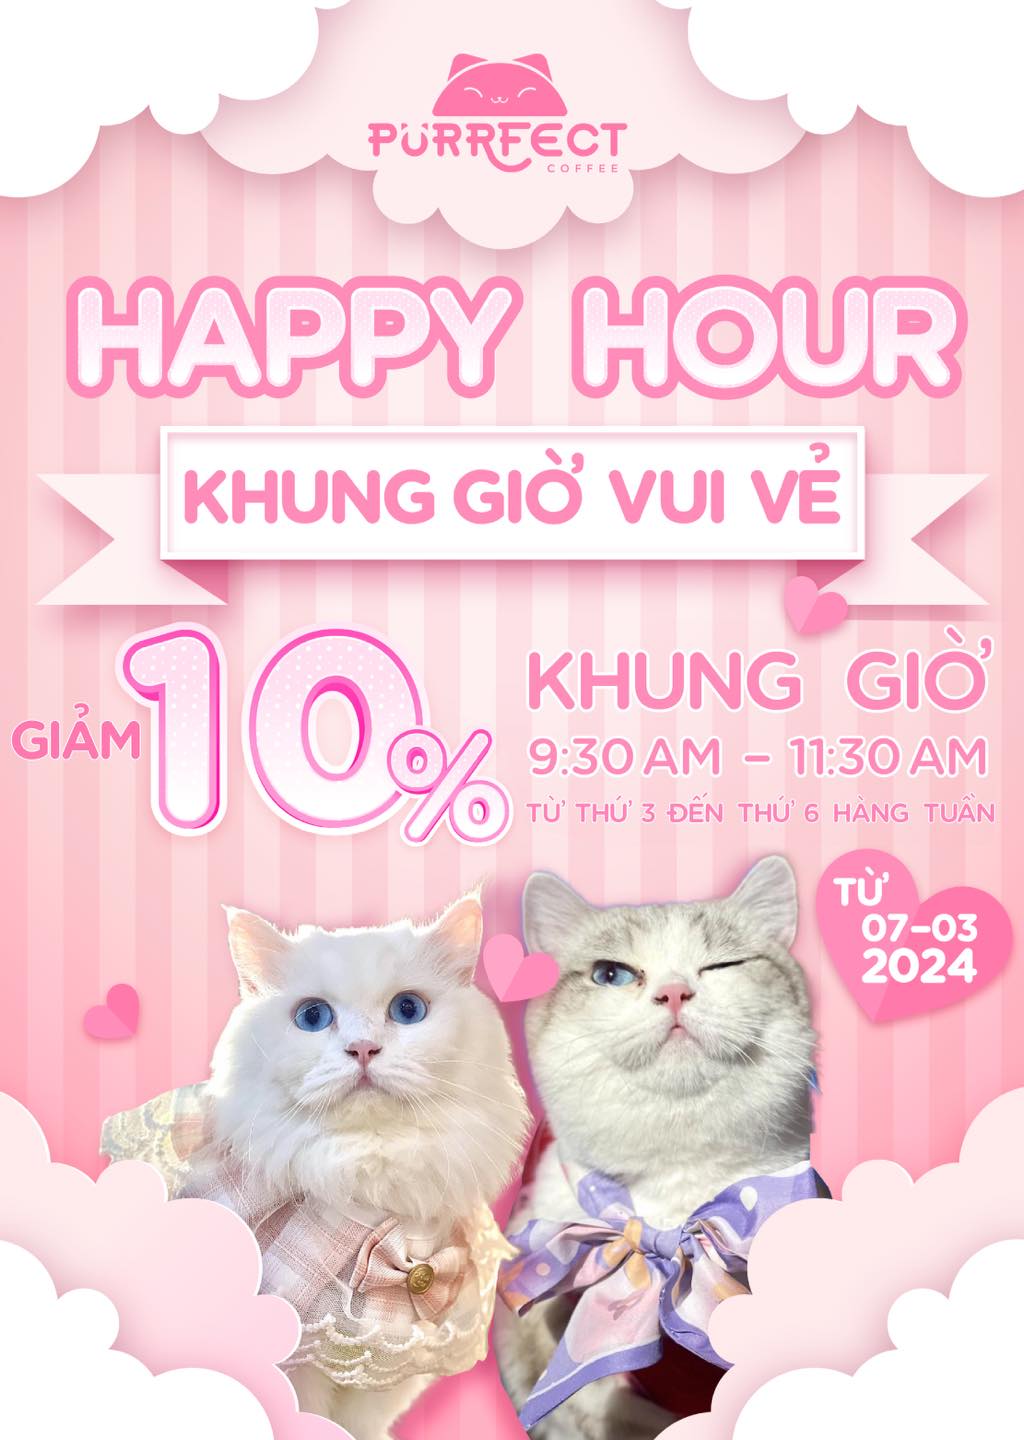 PURRFECT
COFFEE
HAPPY HOUR
KHUNG GIỜ VUI VẺ
GIẢM 10%
KHUNG GIỜ
9:30 AM – 11:30 AM
TỪ THỨ 3 ĐẾN THỨ 6 HÀNG TUẦN
TỪ
07-03
2024